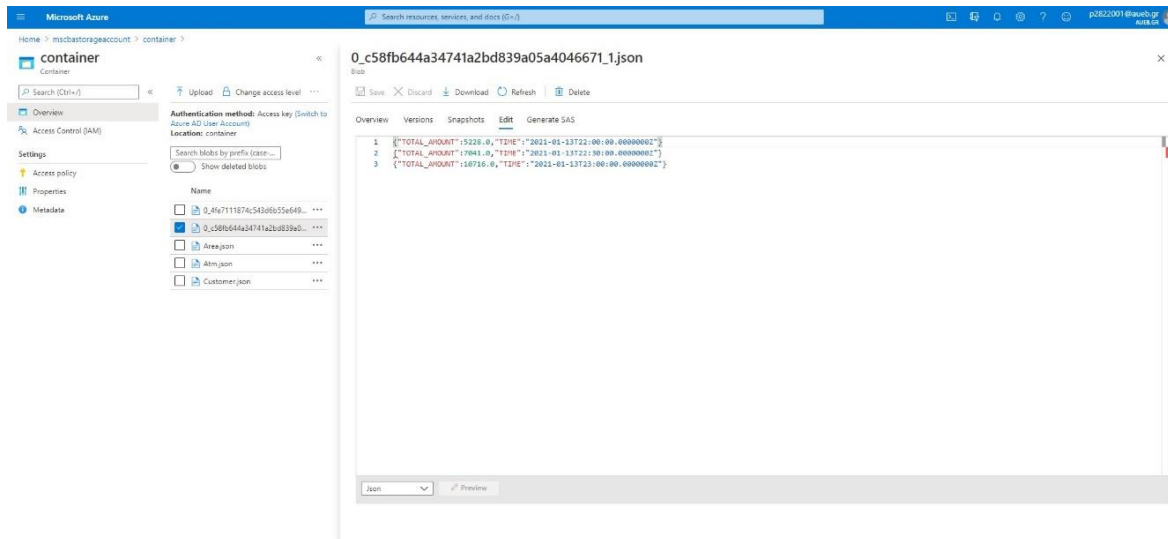 Microsoft Azure
Search resources, services, and docs (G+/)
p2822001@aueb.gr
AUEB.GR
Home > mscbastorageaccount > container >
container
Container
Search (Ctrl+/)
Overview
Access Control (IAM)
Settings
Access policy
Properties
Metadata
Upload
Change access level
Authentication method: Access key (Switch to
Azure AD User Account)
Location: container
Search blobs by prefix (case-...
Show deleted blobs
Name
0_4fe7111874c543d6b55e649...
0_c58fb644a34741a2bd839a0...
Area.json
Atm.json
Customer.json
0_c58fb644a34741a2bd839a05a4046671_1.json
Blob
Save
Discard
Download
Refresh
Delete
Overview
Versions
Snapshots
Edit
Generate SAS
1 {"TOTAL_AMOUNT":5228.0,"TIME":"2021-01-13T22:00:00.0000000Z"}
2 {"TOTAL_AMOUNT":7041.0,"TIME":"2021-01-13T22:30:00.0000000Z"}
3 {"TOTAL_AMOUNT":10716.0,"TIME":"2021-01-13T23:00:00.0000000Z"}
Json
Preview